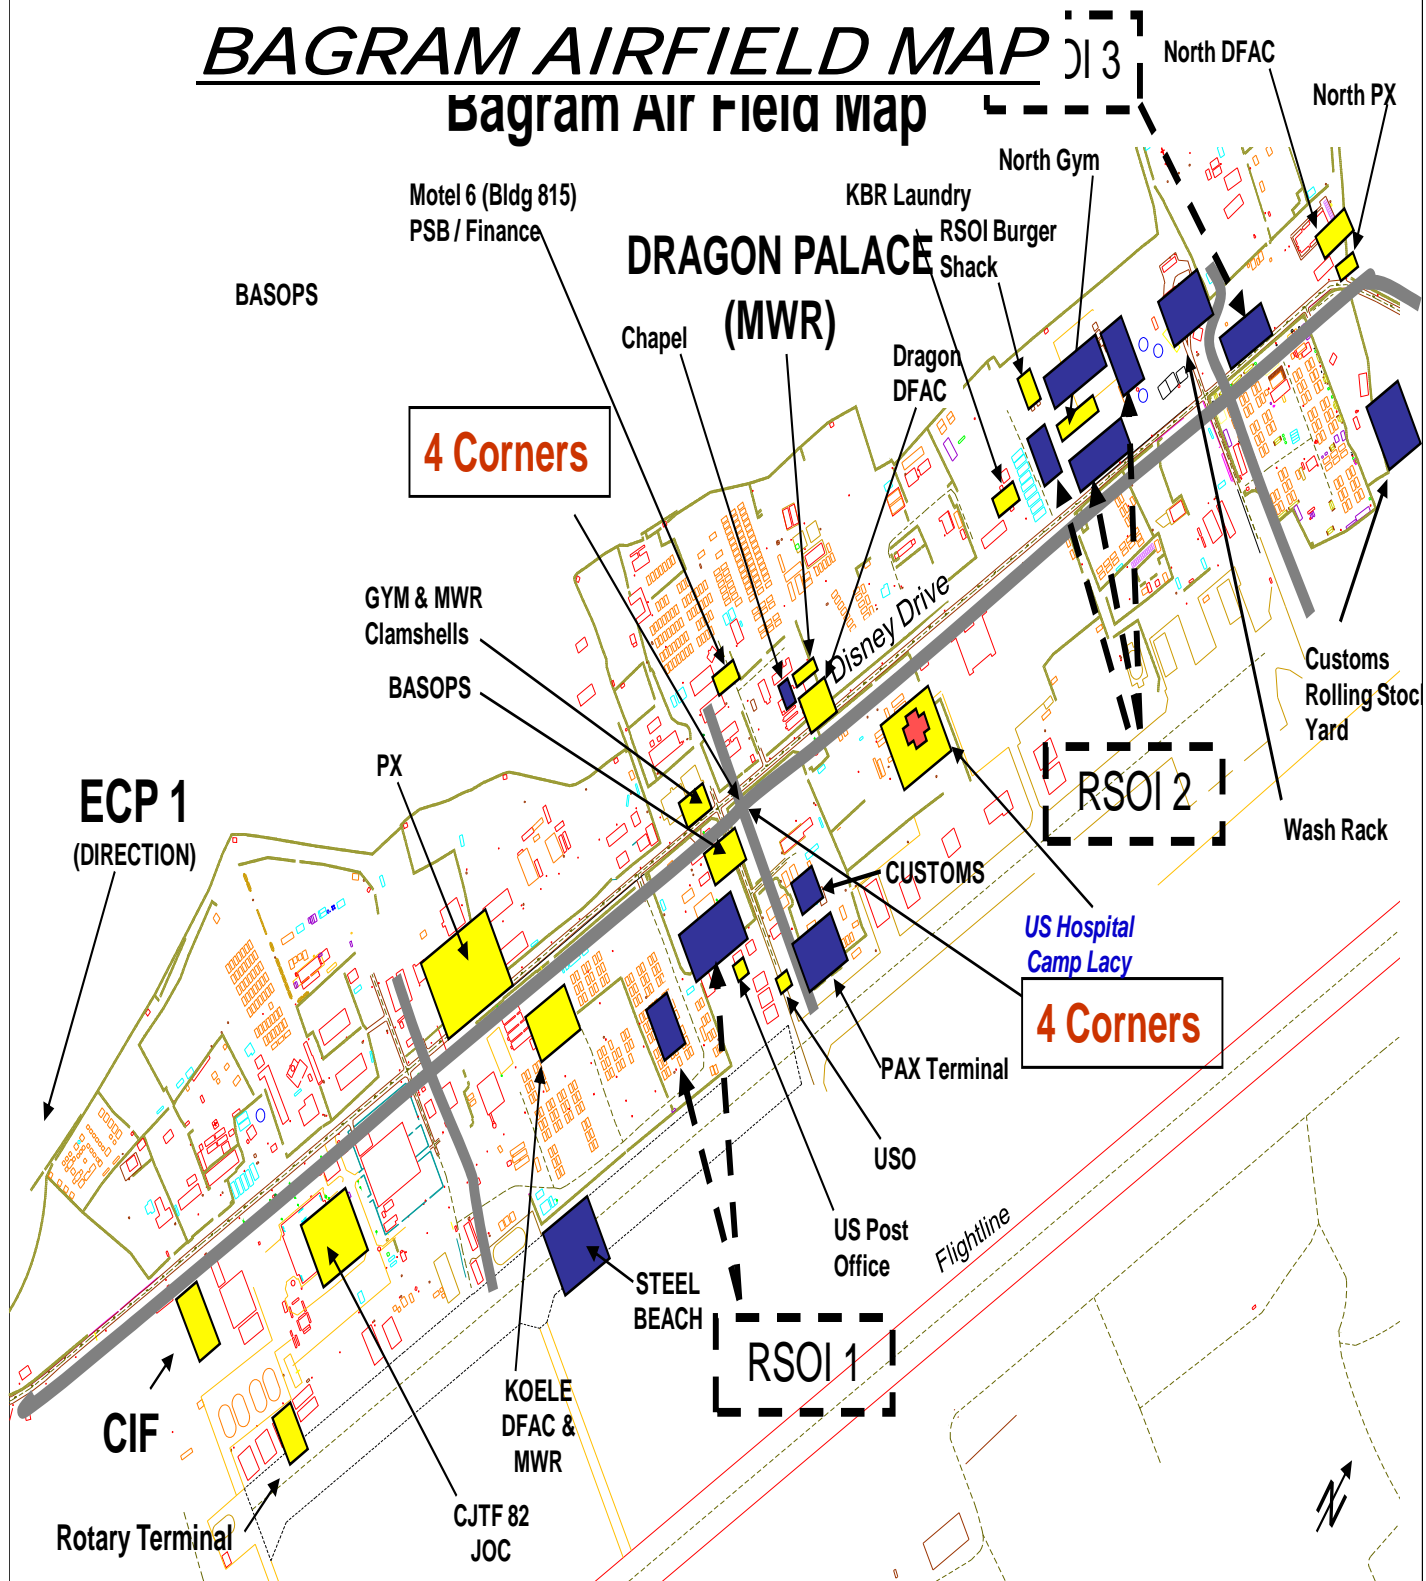 BAGRAM AIRFIELD MAP
OI 3
North DFAC
North PX
Bagram Air Field Map
North Gym
Motel 6 (Bldg 815)
PSB / Finance
KBR Laundry
RSOI Burger
Shack
DRAGON PALACE
(MWR)
BASOPS
Chapel
Dragon
DFAC
4 Corners
Disney Drive
GYM & MWR
Clamshells
BASOPS
PX
ECP 1
(DIRECTION)
Customs
Rolling Stock
Yard
RSOI 2
Wash Rack
CUSTOMS
US Hospital
Camp Lacy
4 Corners
PAX Terminal
USO
US Post
Office
Flightline
STEEL
BEACH
RSOI 1
KOELE
DFAC &
MWR
CIF
CJTF 82
JOC
Rotary Terminal
N